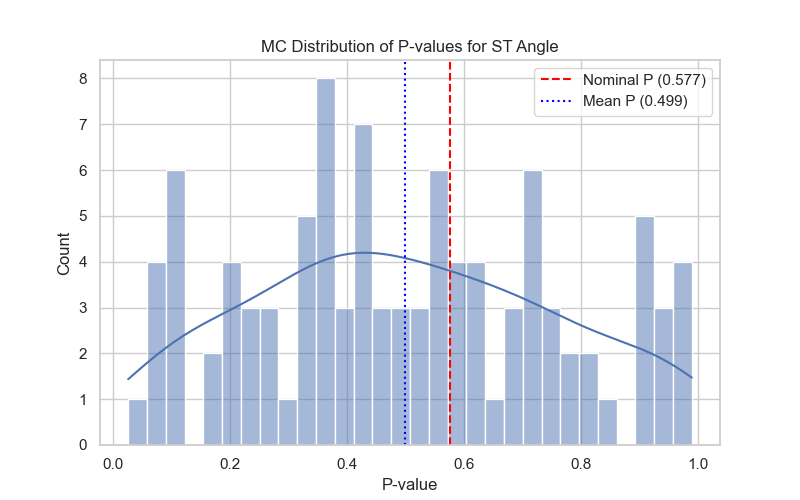 MC Distribution of P-values for ST Angle
Nominal P (0.577)
Mean P (0.499)
8
7
6
5
4
3
2
1
0
Count
0.0 0.2 0.4 0.6 0.8 1.0
P-value